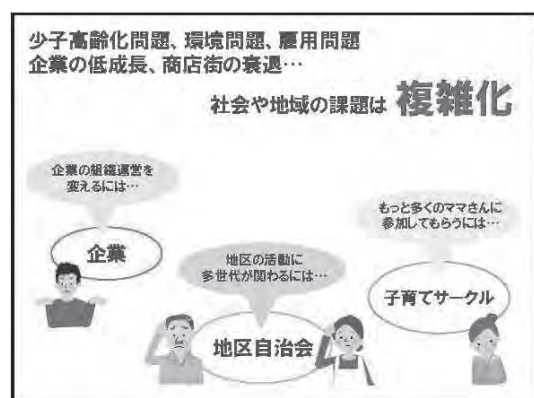 少子高齢化問題、環境問題、雇用問題
企業の低成長、商店街の衰退…
社会や地域の課題は 複雑化
企業の組織運営を
変えるには…
企業
地区の活動に
多世代が関わるには…
地区自治会
もっと多くのママさんに
参加してもらうには…
子育てサークル